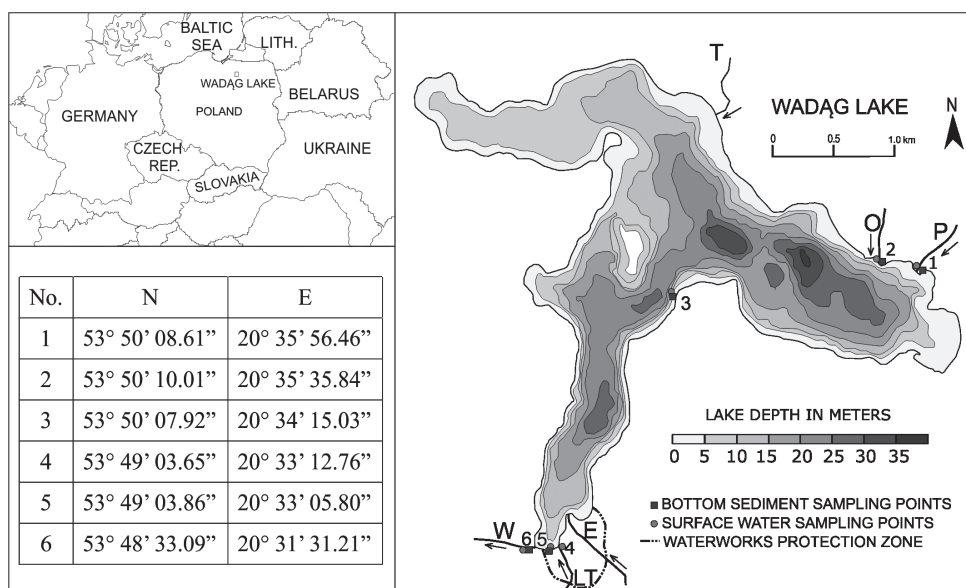 BALTIC
SEA
LITH.
WADĄG LAKE
GERMANY
POLAND
BELARUS
CZECH
REP.
UKRAINE
SLOVAKIA
No. N E
1 53° 50’ 08.61” 20° 35’ 56.46”
2 53° 50’ 10.01” 20° 35’ 35.84”
3 53° 50’ 07.92” 20° 34’ 15.03”
4 53° 49’ 03.65” 20° 33’ 12.76”
5 53° 49’ 03.86” 20° 33’ 05.80”
6 53° 48’ 33.09” 20° 31’ 31.21”
T
WADĄG LAKE
N
0 0.5 1.0 km
O
P
2
1
3
LAKE DEPTH IN METERS
0 5 10 15 20 25 30 35
BOTTOM SEDIMENT SAMPLING POINTS
SURFACE WATER SAMPLING POINTS
WATERWORKS PROTECTION ZONE
W
E
6 5 4
LT